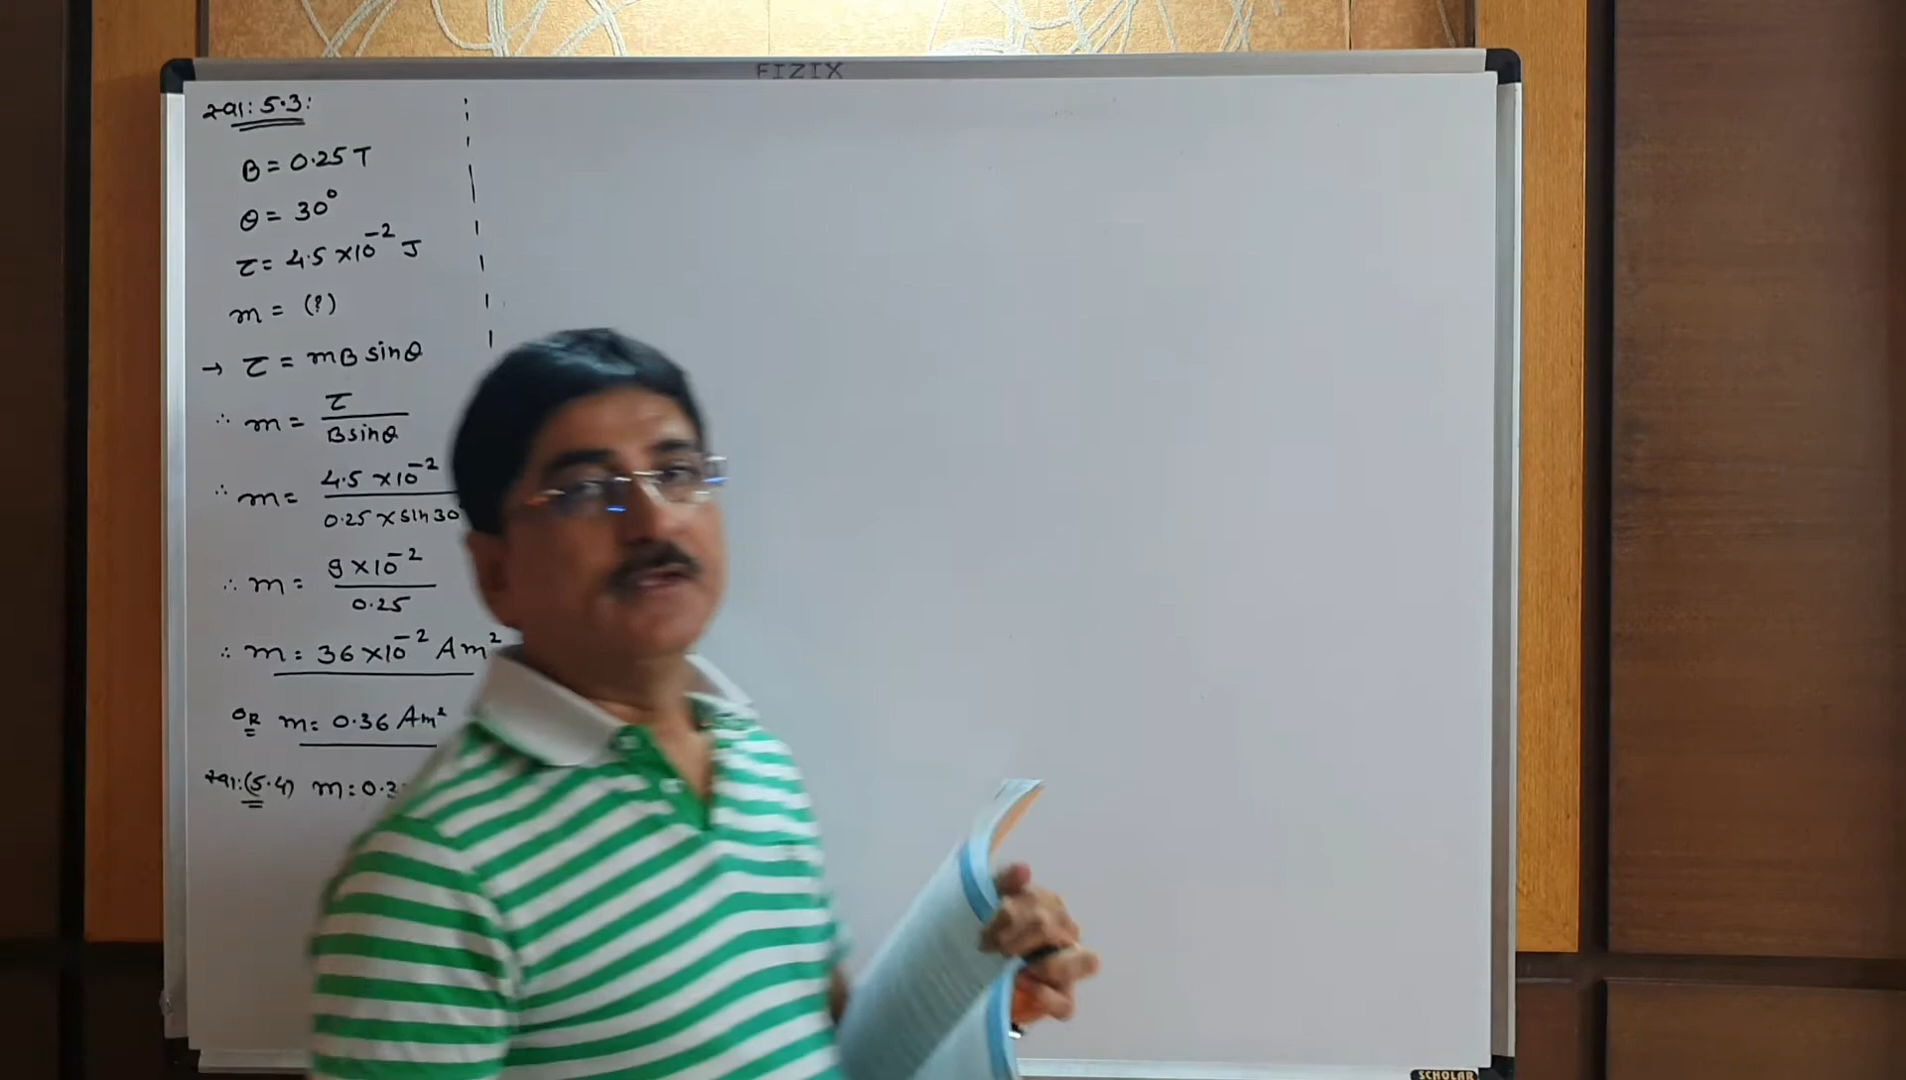 FIZIX
સ્વા: 5.3:
B = 0.25 T
θ = 30°
τ = 4.5 × 10⁻² J
m = (?)
→ τ = mB sinθ
∴ m = τ / B sinθ
∴ m = 4.5 × 10⁻² / 0.25 × sin 30
∴ m = 9 × 10⁻² / 0.25
∴ m = 36 × 10⁻² Am²
OR m = 0.36 Am²
સ્વા: (5.4) m = 0.3
SCHOLAR